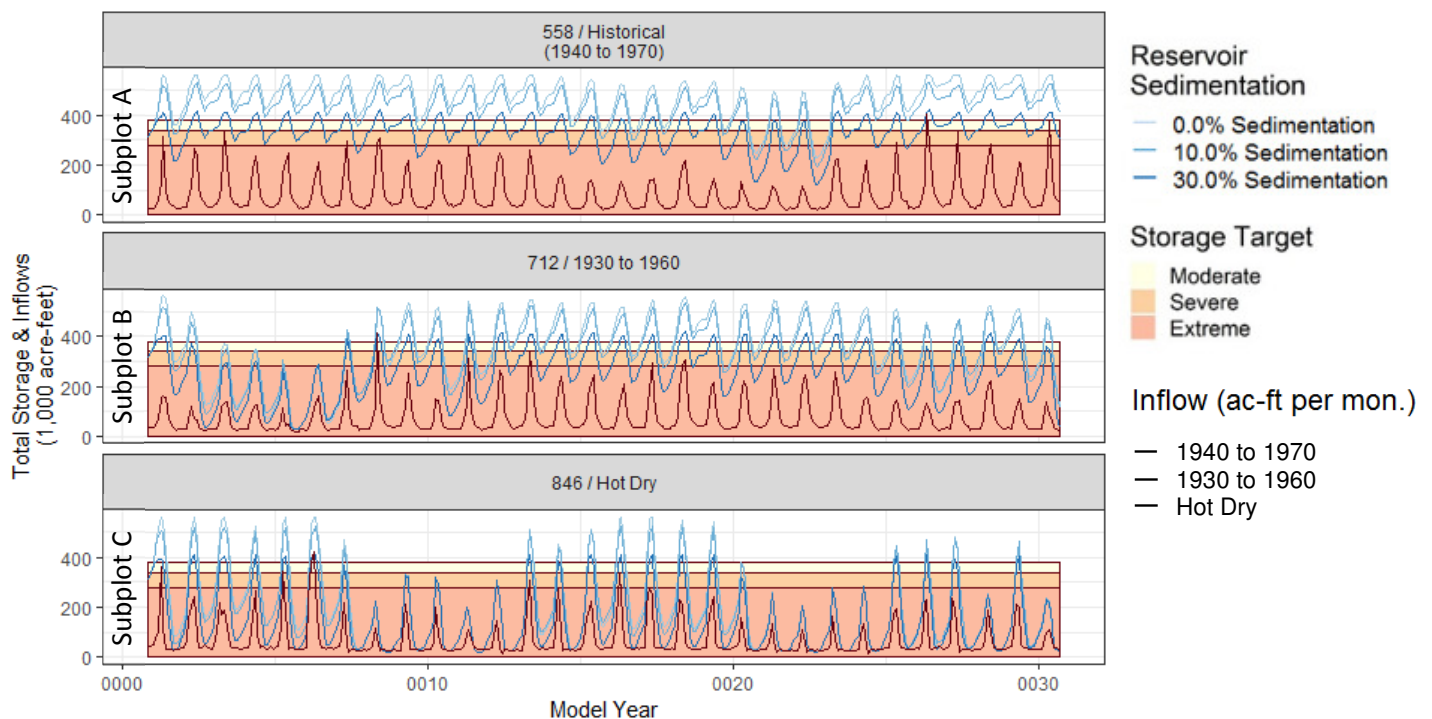 558 / Historical
(1940 to 1970)
Subplot A
400
200
0
712 / 1930 to 1960
Subplot B
400
200
0
846 / Hot Dry
Subplot C
400
200
0
0000
0010
0020
0030
Model Year
Total Storage & Inflows
(1,000 acre-feet)
Reservoir
Sedimentation
0.0% Sedimentation
10.0% Sedimentation
30.0% Sedimentation
Storage Target
Moderate
Severe
Extreme
Inflow (ac-ft per mon.)
1940 to 1970
1930 to 1960
Hot Dry